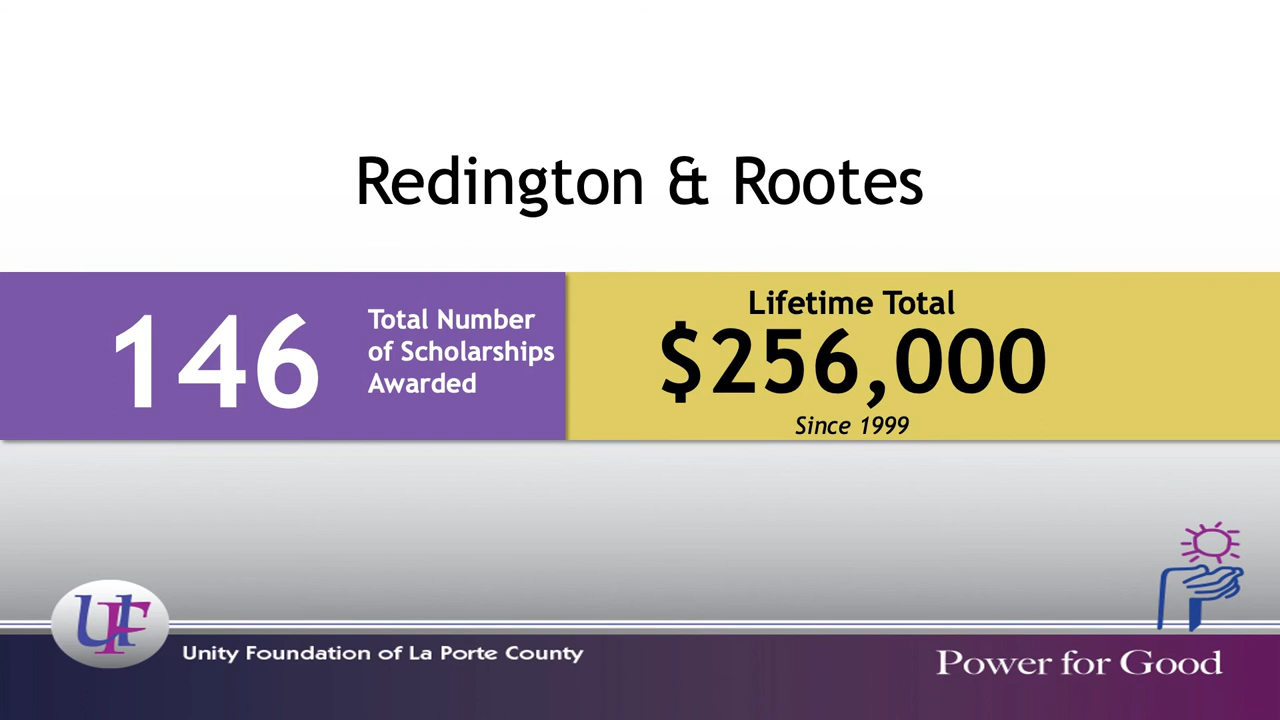 Redington & Rootes
146
Total Number
of Scholarships
Awarded
Lifetime Total
$256,000
Since 1999
UF
Unity Foundation of La Porte County
Power for Good